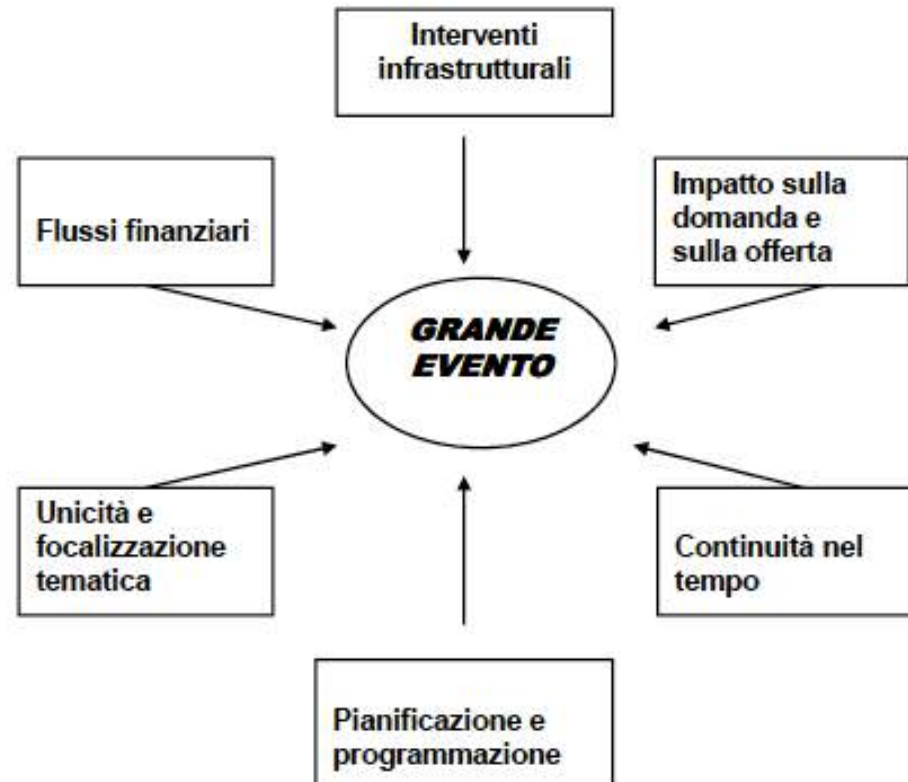 Interventi
infrastrutturali
Flussi finanziari
Impatto sulla
domanda e
sulla offerta
GRANDE
EVENTO
Unicità e
focalizzazione
tematica
Continuità nel
tempo
Pianificazione e
programmazione